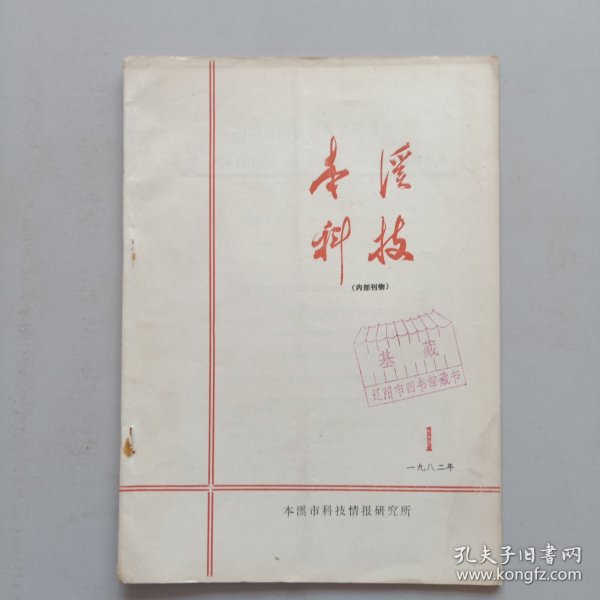 本溪
科技
(内部刊物)
基藏
辽阳市图书馆藏书
1
一九八二年
本溪市科技情报研究所
孔夫子旧书网
www.kongfz.com